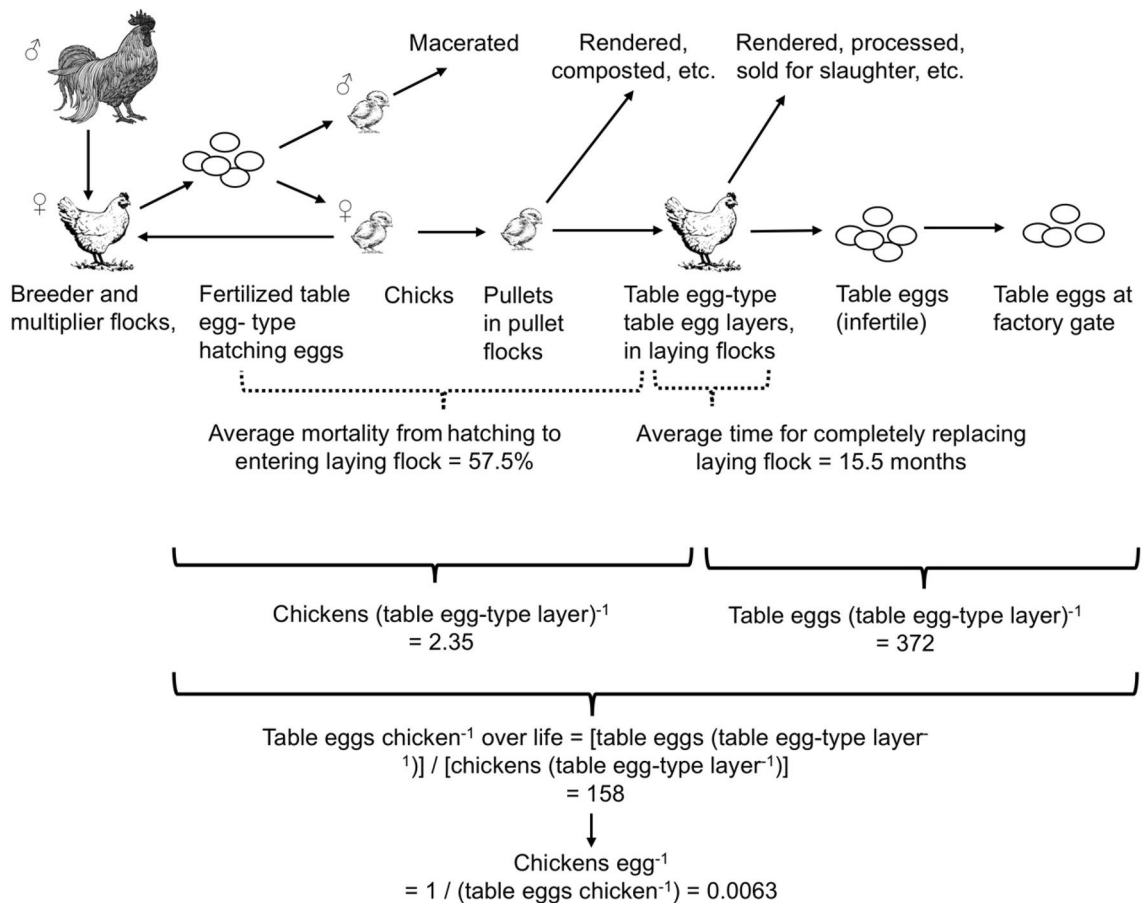 Macerated
Rendered,
composted, etc.
Rendered, processed,
sold for slaughter, etc.
♂
♂
♀
♀
Breeder and
multiplier flocks,
Fertilized table
egg- type
hatching eggs
Chicks
Pullets
in pullet
flocks
Table egg-type
table egg layers,
in laying flocks
Table eggs
(infertile)
Table eggs at
factory gate
Average mortality from hatching to
entering laying flock = 57.5%
Average time for completely replacing
laying flock = 15.5 months
Chickens (table egg-type layer)⁻¹
= 2.35
Table eggs (table egg-type layer)⁻¹
= 372
Table eggs chicken⁻¹ over life = [table eggs (table egg-type layer⁻
¹)] / [chickens (table egg-type layer⁻¹)]
= 158
Chickens egg⁻¹
= 1 / (table eggs chicken⁻¹) = 0.0063